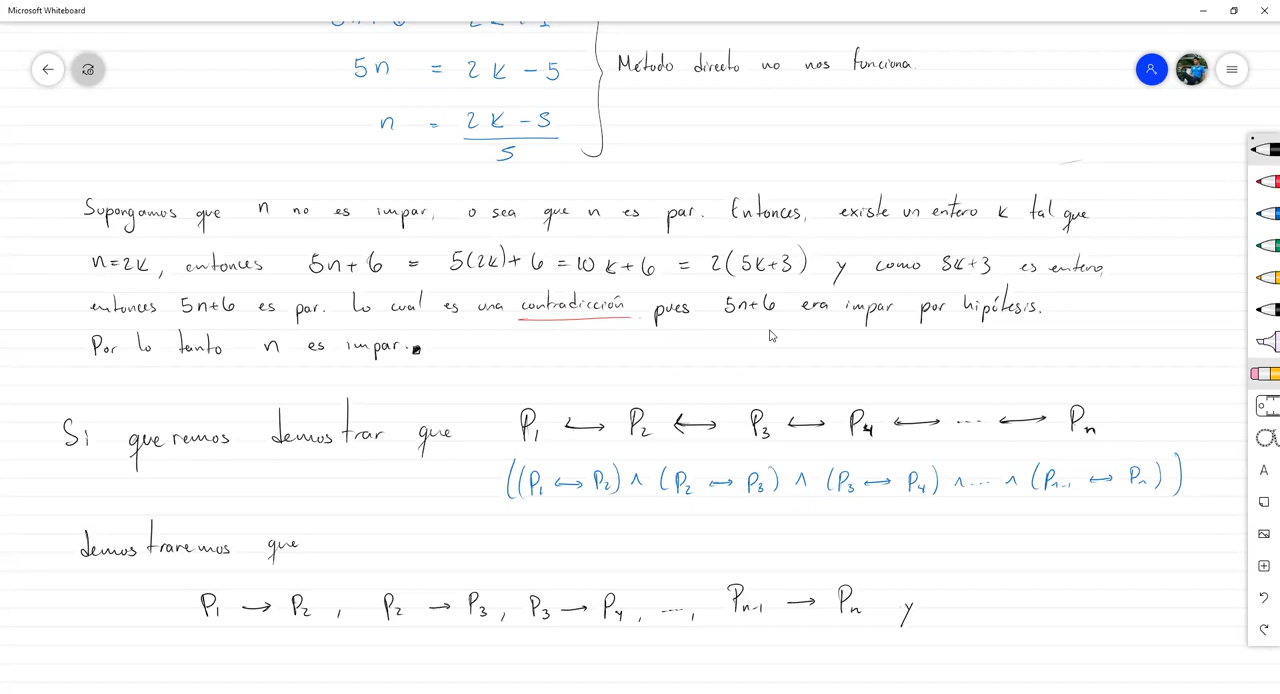 Microsoft Whiteboard
5n = 2k - 5
Método directo no nos funciona.
n = 2k - 5
5
Supongamos que n no es impar, o sea que n es par. Entonces, existe un entero k tal que
n=2k, entonces 5n+6 = 5(2k)+6 = 10k+6 = 2(5k+3) y como 5k+3 es entero,
entonces 5n+6 es par. lo cual es una contradicción pues 5n+6 era impar por hipótesis.
Por lo tanto n es impar.
Si queremos demostrar que P₁ ↔ P₂ ↔ P₃ ↔ P₄ ↔ ... ↔ Pₙ
((P₁ ↔ P₂) ∧ (P₂ ↔ P₃) ∧ (P₃ ↔ P₄) ∧ ... ∧ (Pₙ₋₁ ↔ Pₙ))
demostraremos que
P₁ → P₂, P₂ → P₃, P₃ → P₄, ..., Pₙ₋₁ → Pₙ y